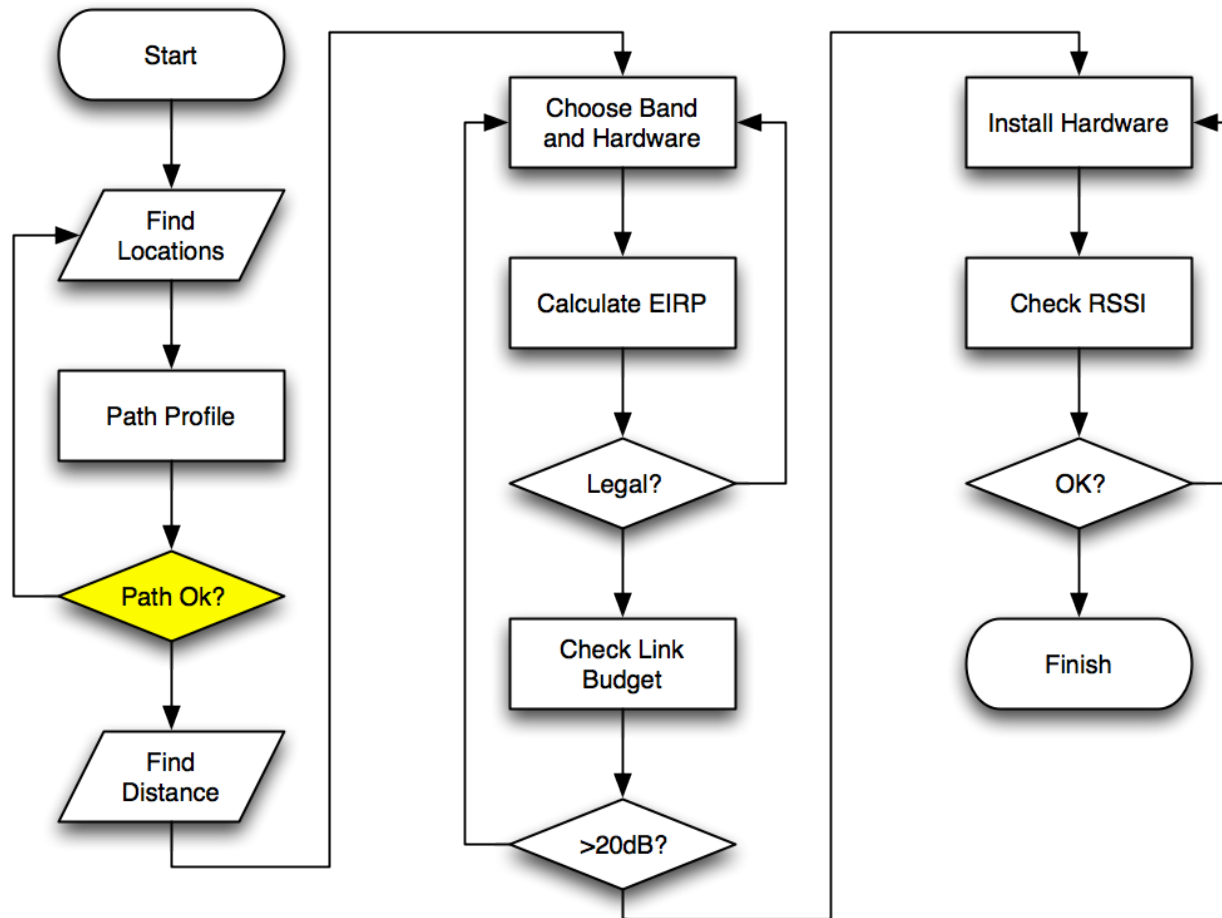 Start
Find
Locations
Path Profile
Path Ok?
Find
Distance
Choose Band
and Hardware
Calculate EIRP
Legal?
Check Link
Budget
>20dB?
Install Hardware
Check RSSI
OK?
Finish